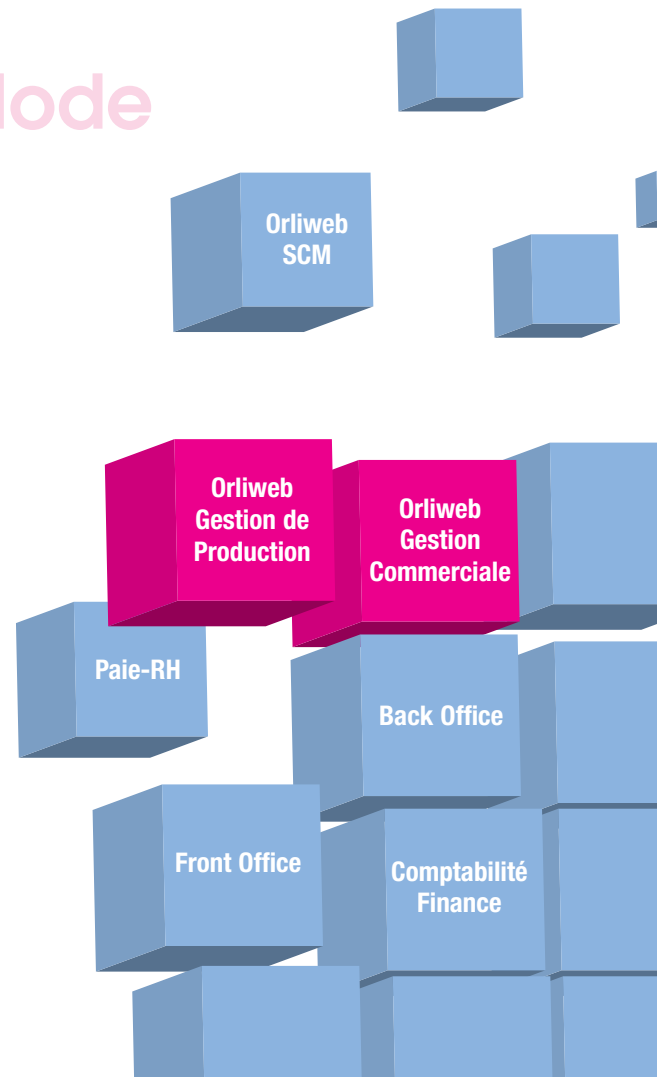 lode
Orliweb
SCM
Orliweb
Gestion de
Production
Orliweb
Gestion
Commerciale
Paie-RH
Back Office
Front Office
Comptabilité
Finance